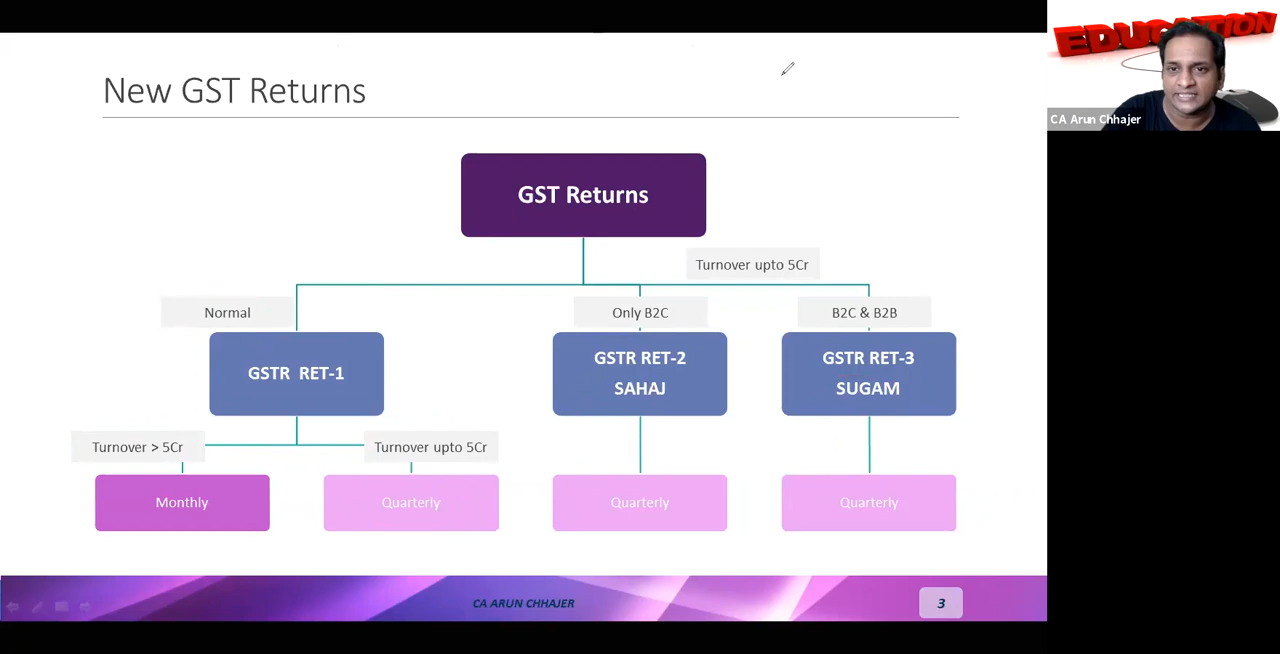 EDUCATION
New GST Returns
CA Arun Chhajer
GST Returns
Turnover upto 5Cr
Normal
Only B2C
B2C & B2B
GSTR RET-1
GSTR RET-2
SAHAJ
GSTR RET-3
SUGAM
Turnover > 5Cr
Turnover upto 5Cr
Monthly
Quarterly
Quarterly
Quarterly
CA ARUN CHHAJER
3